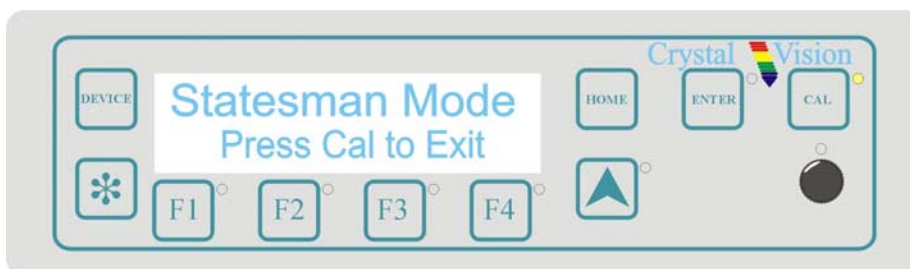 Crystal Vision
DEVICE
Statesman Mode
Press Cal to Exit
HOME
ENTER
CAL
F1
F2
F3
F4